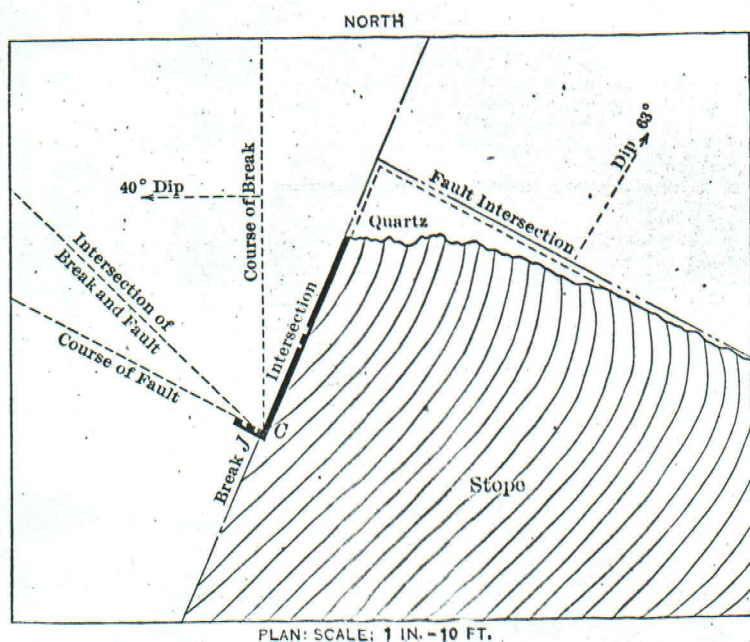 NORTH
Dip 63°
Fault Intersection
Quartz
40° Dip
Course of Break
Intersection of
Break and Fault
Course of Fault
Intersection
C
J
Break
Stope
PLAN: SCALE; 1 IN. - 10 FT.